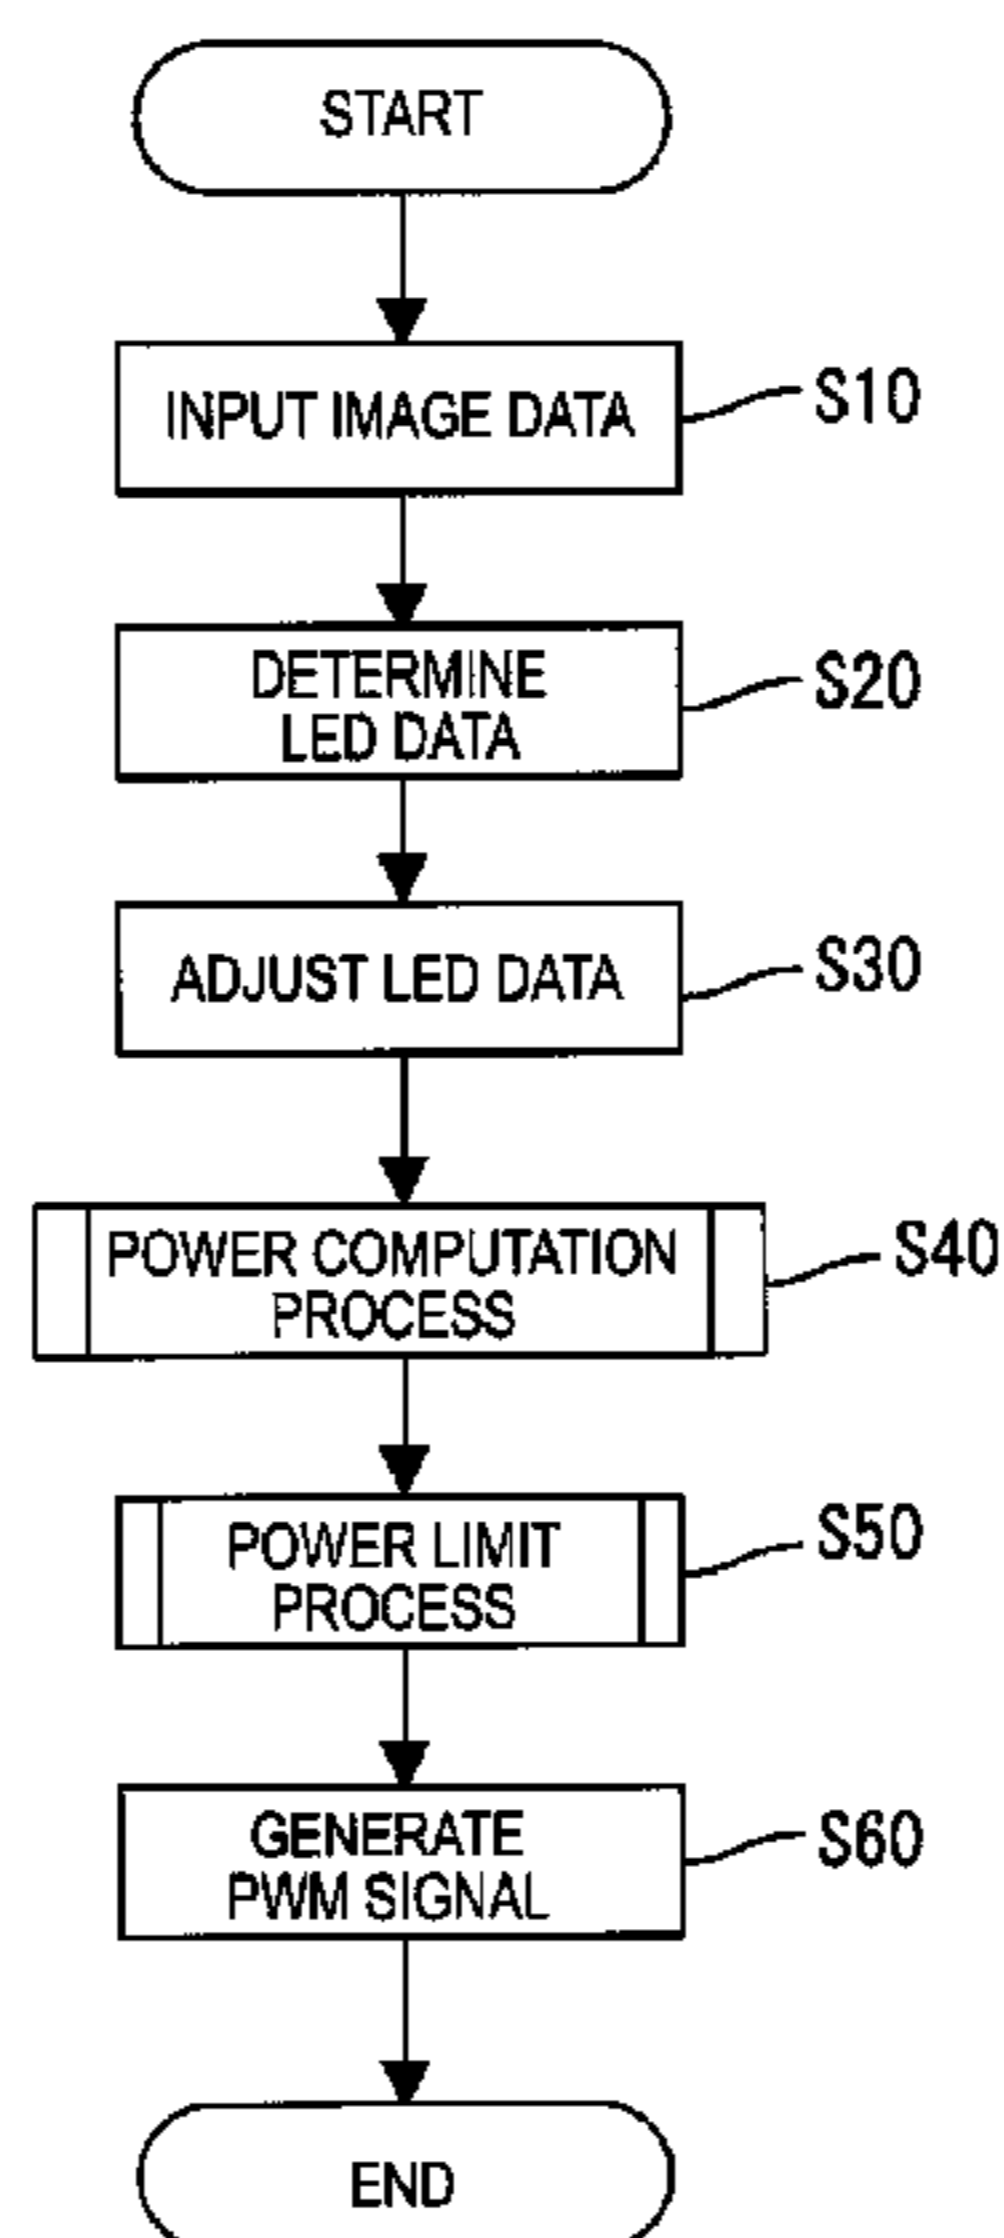 START
INPUT IMAGE DATA
S10
DETERMINE
LED DATA
S20
ADJUST LED DATA
S30
POWER COMPUTATION
PROCESS
S40
POWER LIMIT
PROCESS
S50
GENERATE
PWM SIGNAL
S60
END